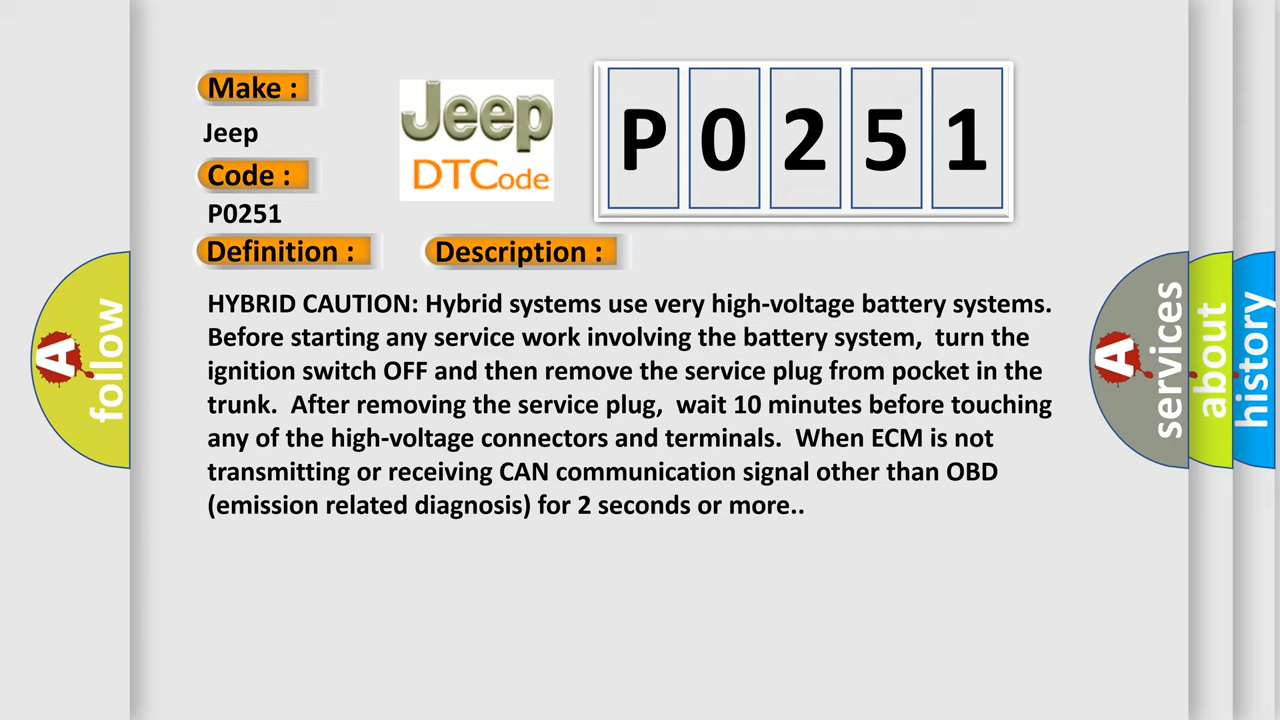 Make :
Jeep
Code :
P0251
Jeep
DTCode
P 0 2 5 1
Definition :
Description :
HYBRID CAUTION: Hybrid systems use very high-voltage battery systems.
Before starting any service work involving the battery system, turn the
ignition switch OFF and then remove the service plug from pocket in the
trunk. After removing the service plug, wait 10 minutes before touching
any of the high-voltage connectors and terminals. When ECM is not
transmitting or receiving CAN communication signal other than OBD
(emission related diagnosis) for 2 seconds or more..
A follow
A services
about
history